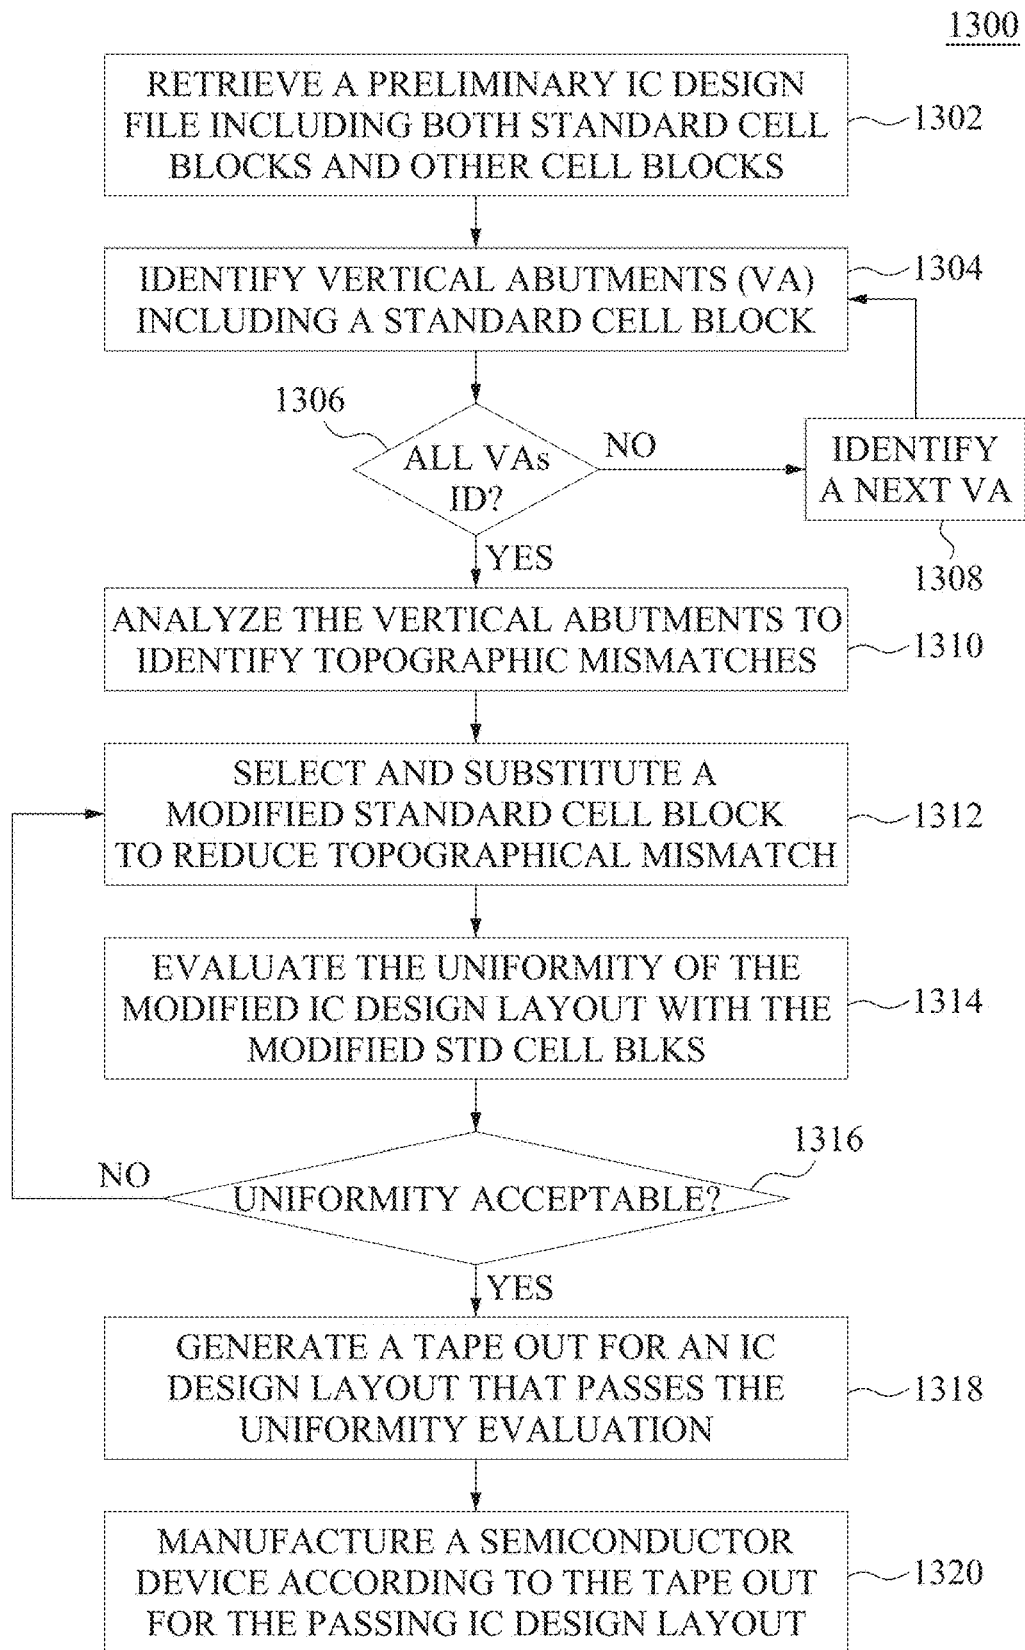 1300
RETRIEVE A PRELIMINARY IC DESIGN
FILE INCLUDING BOTH STANDARD CELL
BLOCKS AND OTHER CELL BLOCKS
1302
IDENTIFY VERTICAL ABUTMENTS (VA)
INCLUDING A STANDARD CELL BLOCK
1304
1306
ALL VAs
ID?
NO
IDENTIFY
A NEXT VA
1308
YES
ANALYZE THE VERTICAL ABUTMENTS TO
IDENTIFY TOPOGRAPHIC MISMATCHES
1310
SELECT AND SUBSTITUTE A
MODIFIED STANDARD CELL BLOCK
TO REDUCE TOPOGRAPHICAL MISMATCH
1312
EVALUATE THE UNIFORMITY OF THE
MODIFIED IC DESIGN LAYOUT WITH THE
MODIFIED STD CELL BLKS
1314
1316
NO
UNIFORMITY ACCEPTABLE?
YES
GENERATE A TAPE OUT FOR AN IC
DESIGN LAYOUT THAT PASSES THE
UNIFORMITY EVALUATION
1318
MANUFACTURE A SEMICONDUCTOR
DEVICE ACCORDING TO THE TAPE OUT
FOR THE PASSING IC DESIGN LAYOUT
1320